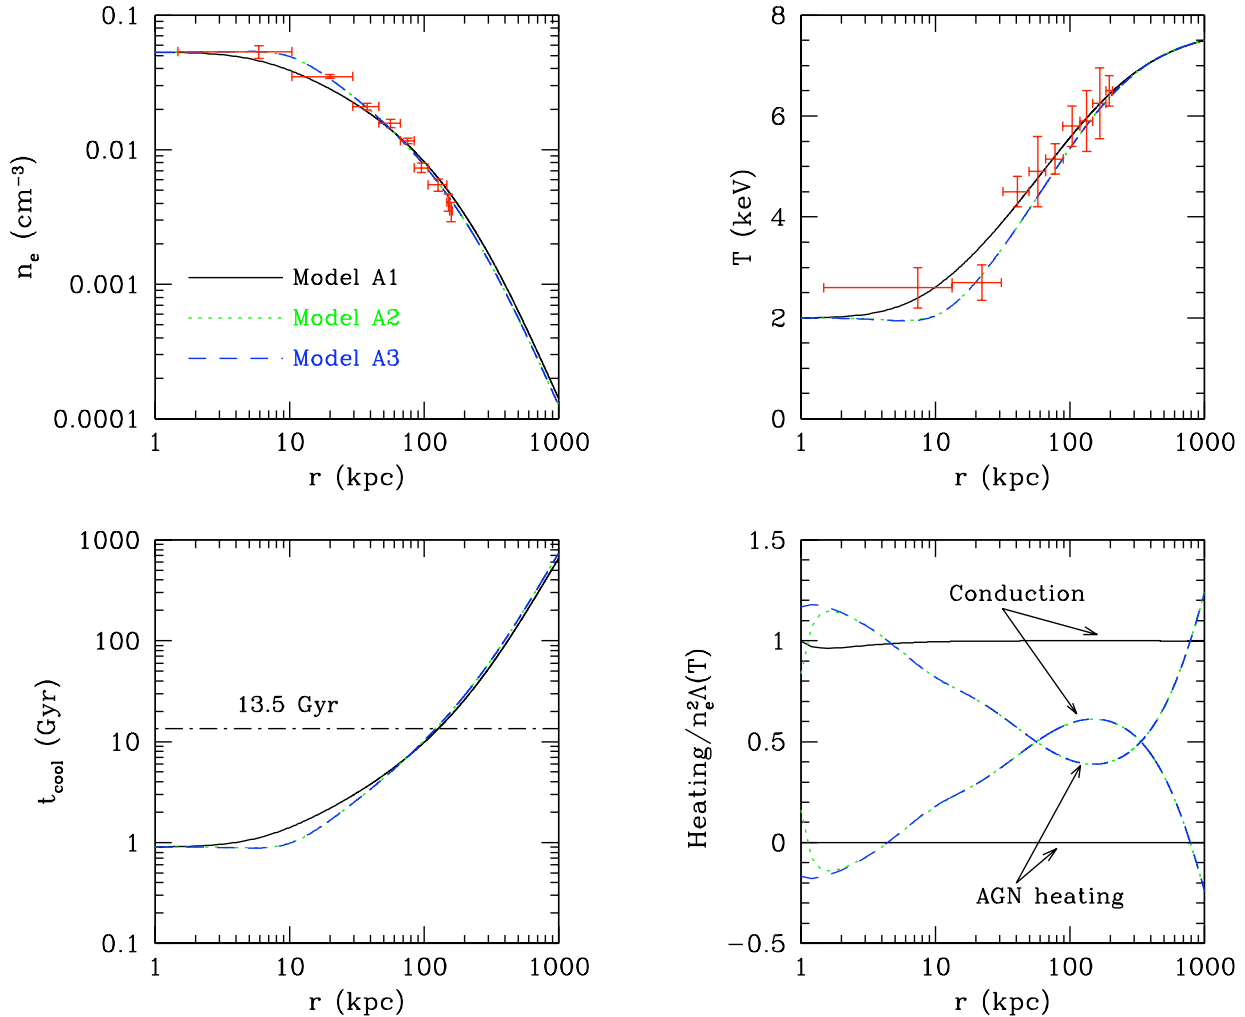 0.1
0.01
0.001
0.0001
n_e (cm⁻³)
Model A1
Model A2
Model A3
1 10 100 1000
r (kpc)
8
6
4
2
0
T (keV)
1 10 100 1000
r (kpc)
1000
100
10
1
0.1
t_cool (Gyr)
13.5 Gyr
1 10 100 1000
r (kpc)
1.5
1
0.5
0
−0.5
Heating/n_e²Λ(T)
Conduction
AGN heating
1 10 100 1000
r (kpc)